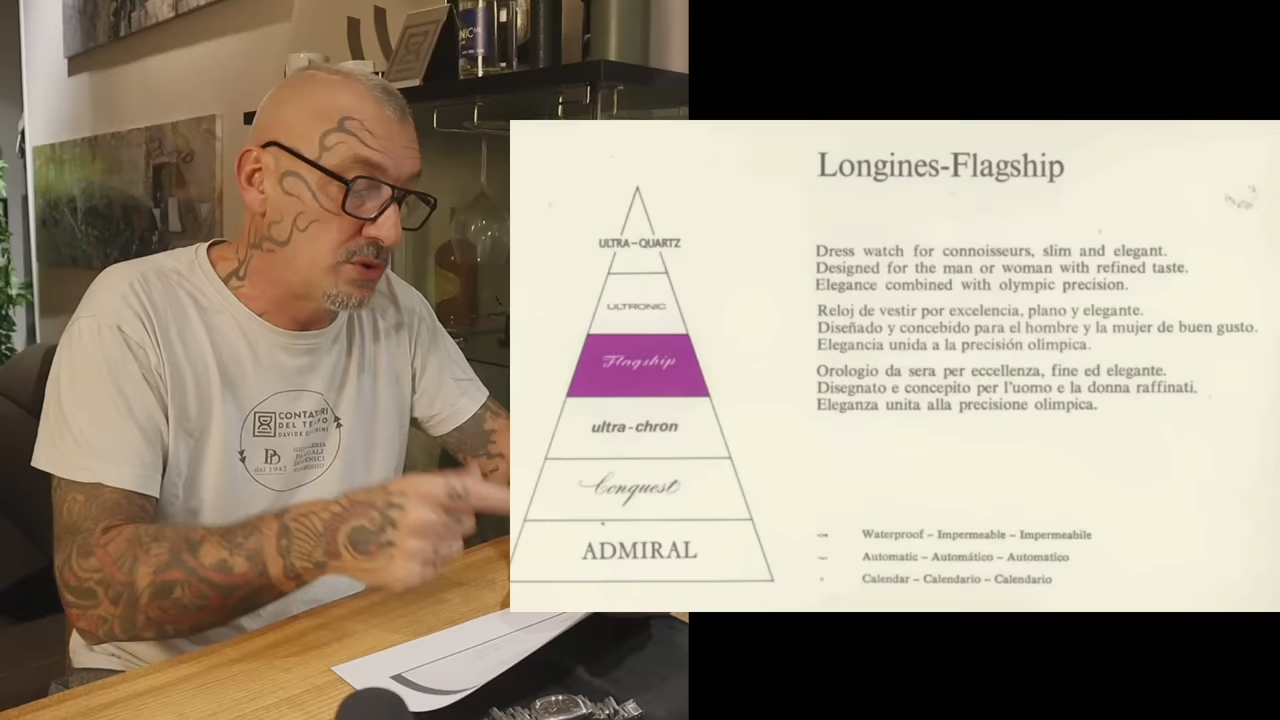 CONTATORI
DEL TEMPO
DAVIDE
dal 1942
Longines-Flagship
ULTRA-QUARTZ
ULTRONIC
Flagship
ultra-chron
Conquest
ADMIRAL
Dress watch for connoisseurs, slim and elegant.
Designed for the man or woman with refined taste.
Elegance combined with olympic precision.
Reloj de vestir por excelencia, plano y elegante.
Diseñado y concebido para el hombre y la mujer de buen gusto.
Elegancia unida a la precisión olímpica.
Orologio da sera per eccellenza, fine ed elegante.
Disegnato e concepito per l'uomo e la donna raffinati.
Eleganza unita alla precisione olimpica.
Waterproof – Impermeable – Impermeabile
Automatic – Automático – Automatico
Calendar – Calendario – Calendario